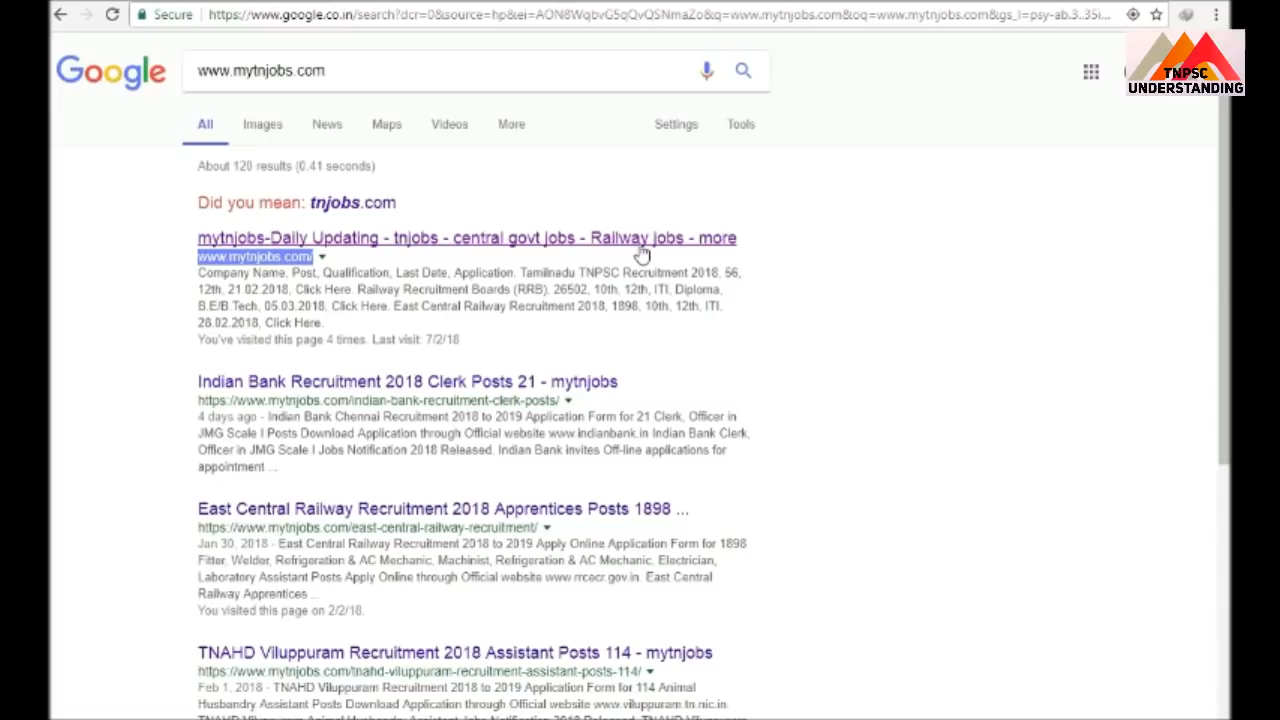 Secure https://www.google.co.in/search?dcr=0&source=hp&ei=AON8WqbvG5qQvQSNmaZo&q=www.mytnjobs.com&oq=www.mytnjobs.com&gs_l=psy-ab.3..35i...
TNPSC
UNDERSTANDING
Google www.mytnjobs.com
All Images News Maps Videos More Settings Tools
About 120 results (0.41 seconds)
Did you mean: tnjobs.com
mytnjobs-Daily Updating - tnjobs - central govt jobs - Railway jobs - more
www.mytnjobs.com/
Company Name, Post, Qualification, Last Date, Application. Tamilnadu TNPSC Recruitment 2018. 56,
12th, 21.02.2018, Click Here. Railway Recruitment Boards (RRB), 26502, 10th, 12th, ITI, Diploma,
B.E/B.Tech, 05.03.2018, Click Here. East Central Railway Recruitment 2018, 1898, 10th, 12th, ITI.
28.02.2018, Click Here.
You've visited this page 4 times. Last visit: 7/2/18
Indian Bank Recruitment 2018 Clerk Posts 21 - mytnjobs
https://www.mytnjobs.com/indian-bank-recruitment-clerk-posts/
4 days ago - Indian Bank Chennai Recruitment 2018 to 2019 Application Form for 21 Clerk, Officer in
JMG Scale I Posts Download Application through Official website www.indianbank.in Indian Bank Clerk,
Officer in JMG Scale I Jobs Notification 2018 Released. Indian Bank invites Off-line applications for
appointment ...
East Central Railway Recruitment 2018 Apprentices Posts 1898 ...
https://www.mytnjobs.com/east-central-railway-recruitment/
Jan 30, 2018 - East Central Railway Recruitment 2018 to 2019 Apply Online Application Form for 1898
Fitter, Welder, Refrigeration & AC Mechanic, Machinist, Refrigeration & AC Mechanic, Electrician,
Laboratory Assistant Posts Apply Online through Official website www.rrcecr.gov.in. East Central
Railway Apprentices ...
You visited this page on 2/2/18.
TNAHD Viluppuram Recruitment 2018 Assistant Posts 114 - mytnjobs
https://www.mytnjobs.com/tnahd-viluppuram-recruitment-assistant-posts-114/
Feb 1, 2018 - TNAHD Viluppuram Recruitment 2018 to 2019 Application Form for 114 Animal
Husbandry Assistant Posts Download Application through Official website www.viluppuram.tn.nic.in.
TNAHD Viluppuram Animal Husbandry Assistant Jobs Notification 2018 Released. TNAHD Viluppuram